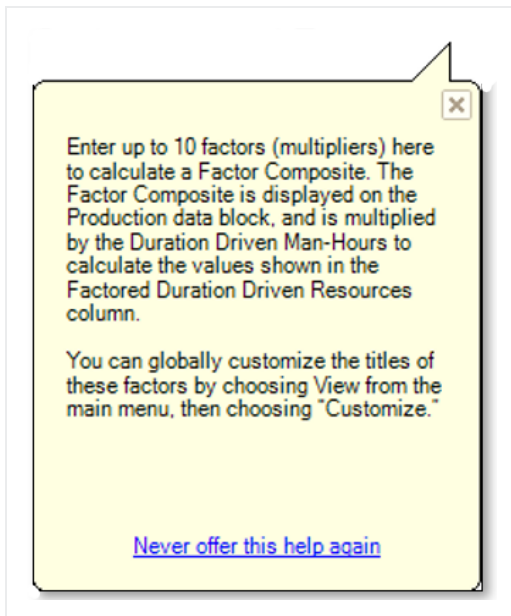 Enter up to 10 factors (multipliers) here
to calculate a Factor Composite. The
Factor Composite is displayed on the
Production data block, and is multiplied
by the Duration Driven Man-Hours to
calculate the values shown in the
Factored Duration Driven Resources
column.
You can globally customize the titles of
these factors by choosing View from the
main menu, then choosing "Customize."
Never offer this help again